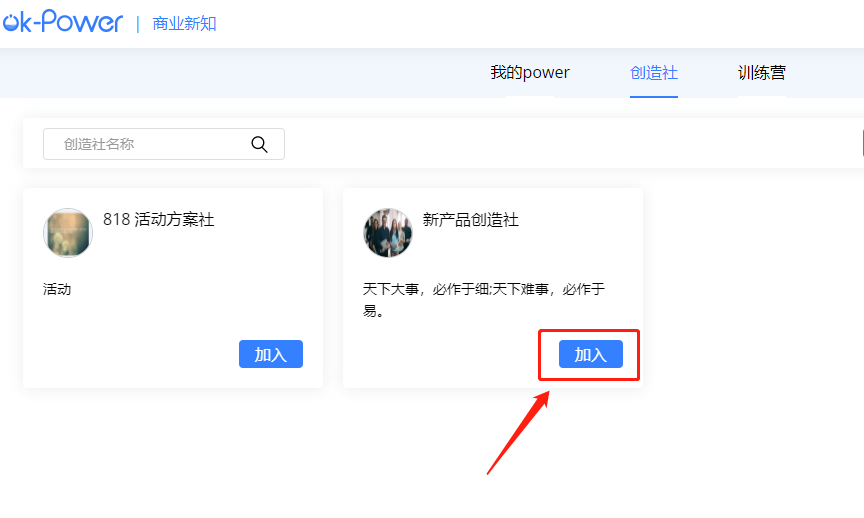 ok-Power | 商业新知
我的power 创造社 训练营
创造社名称
818 活动方案社
活动
加入
新产品创造社
天下大事，必作于细;天下难事，必作于
易。
加入